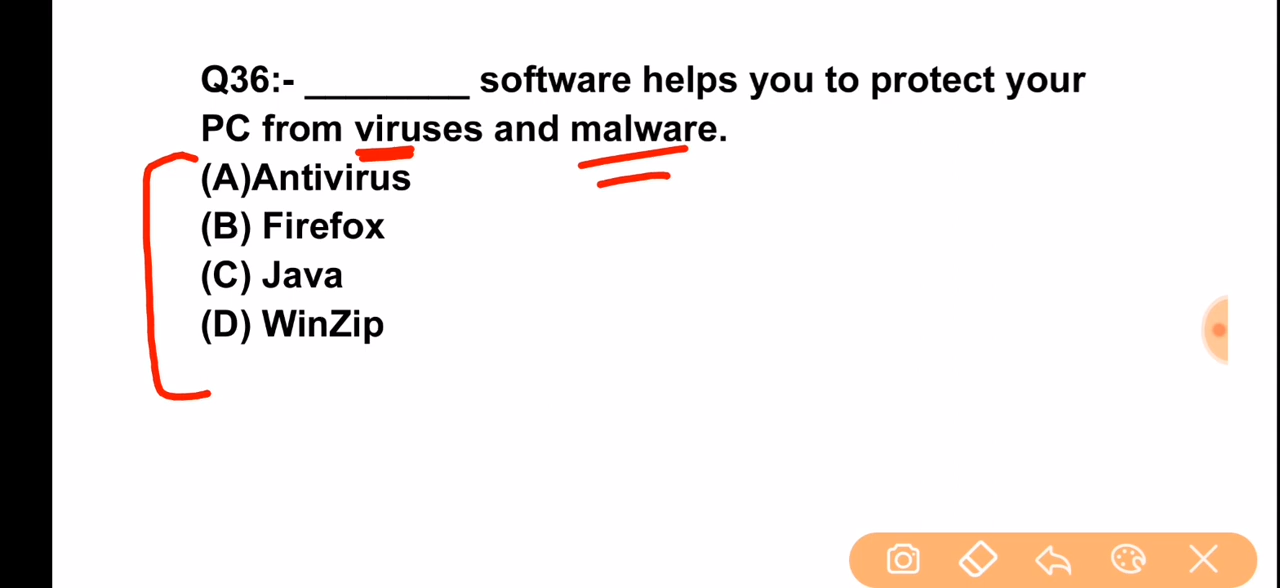 Q36:- ________ software helps you to protect your
PC from viruses and malware.
(A)Antivirus
(B) Firefox
(C) Java
(D) WinZip